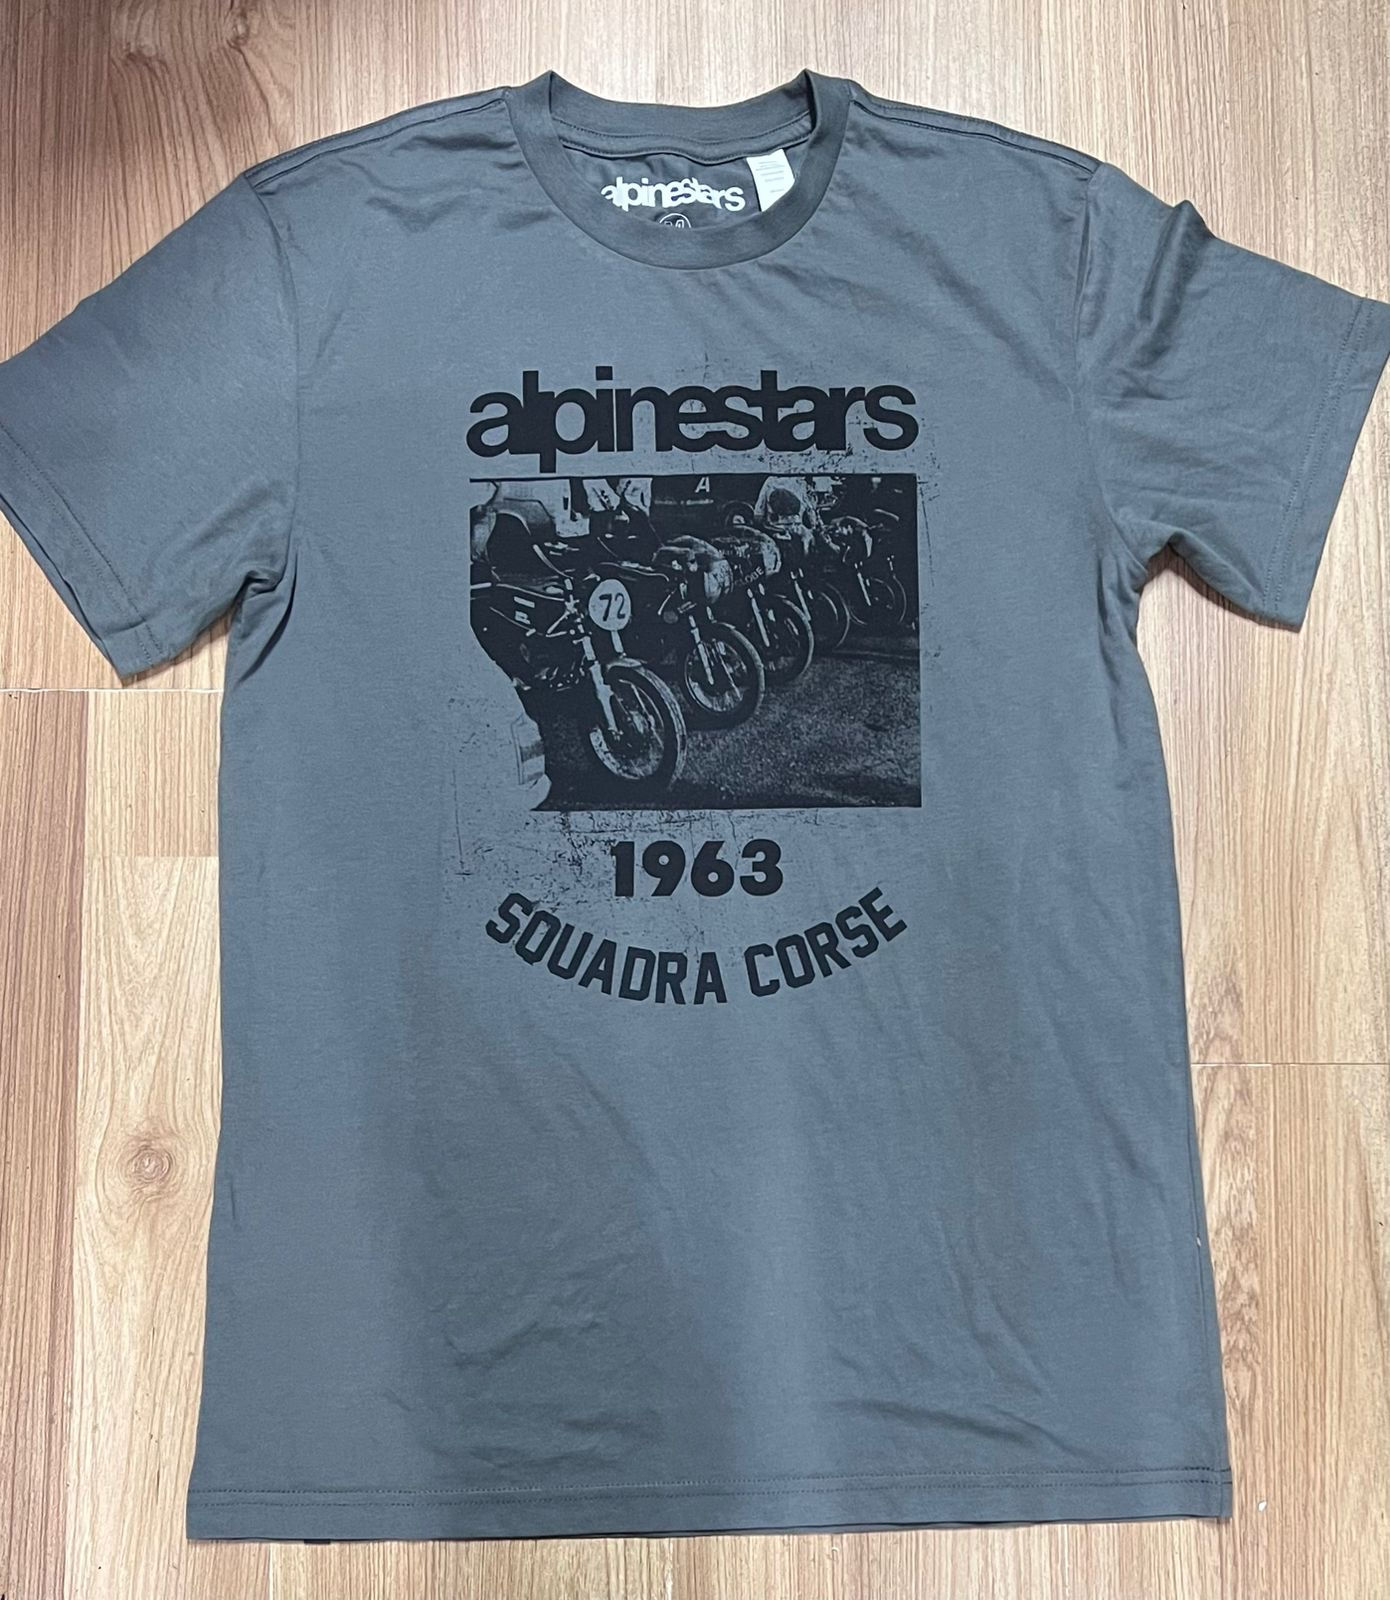 alpinestars
M
alpinestars
A
72
1963
SQUADRA CORSE